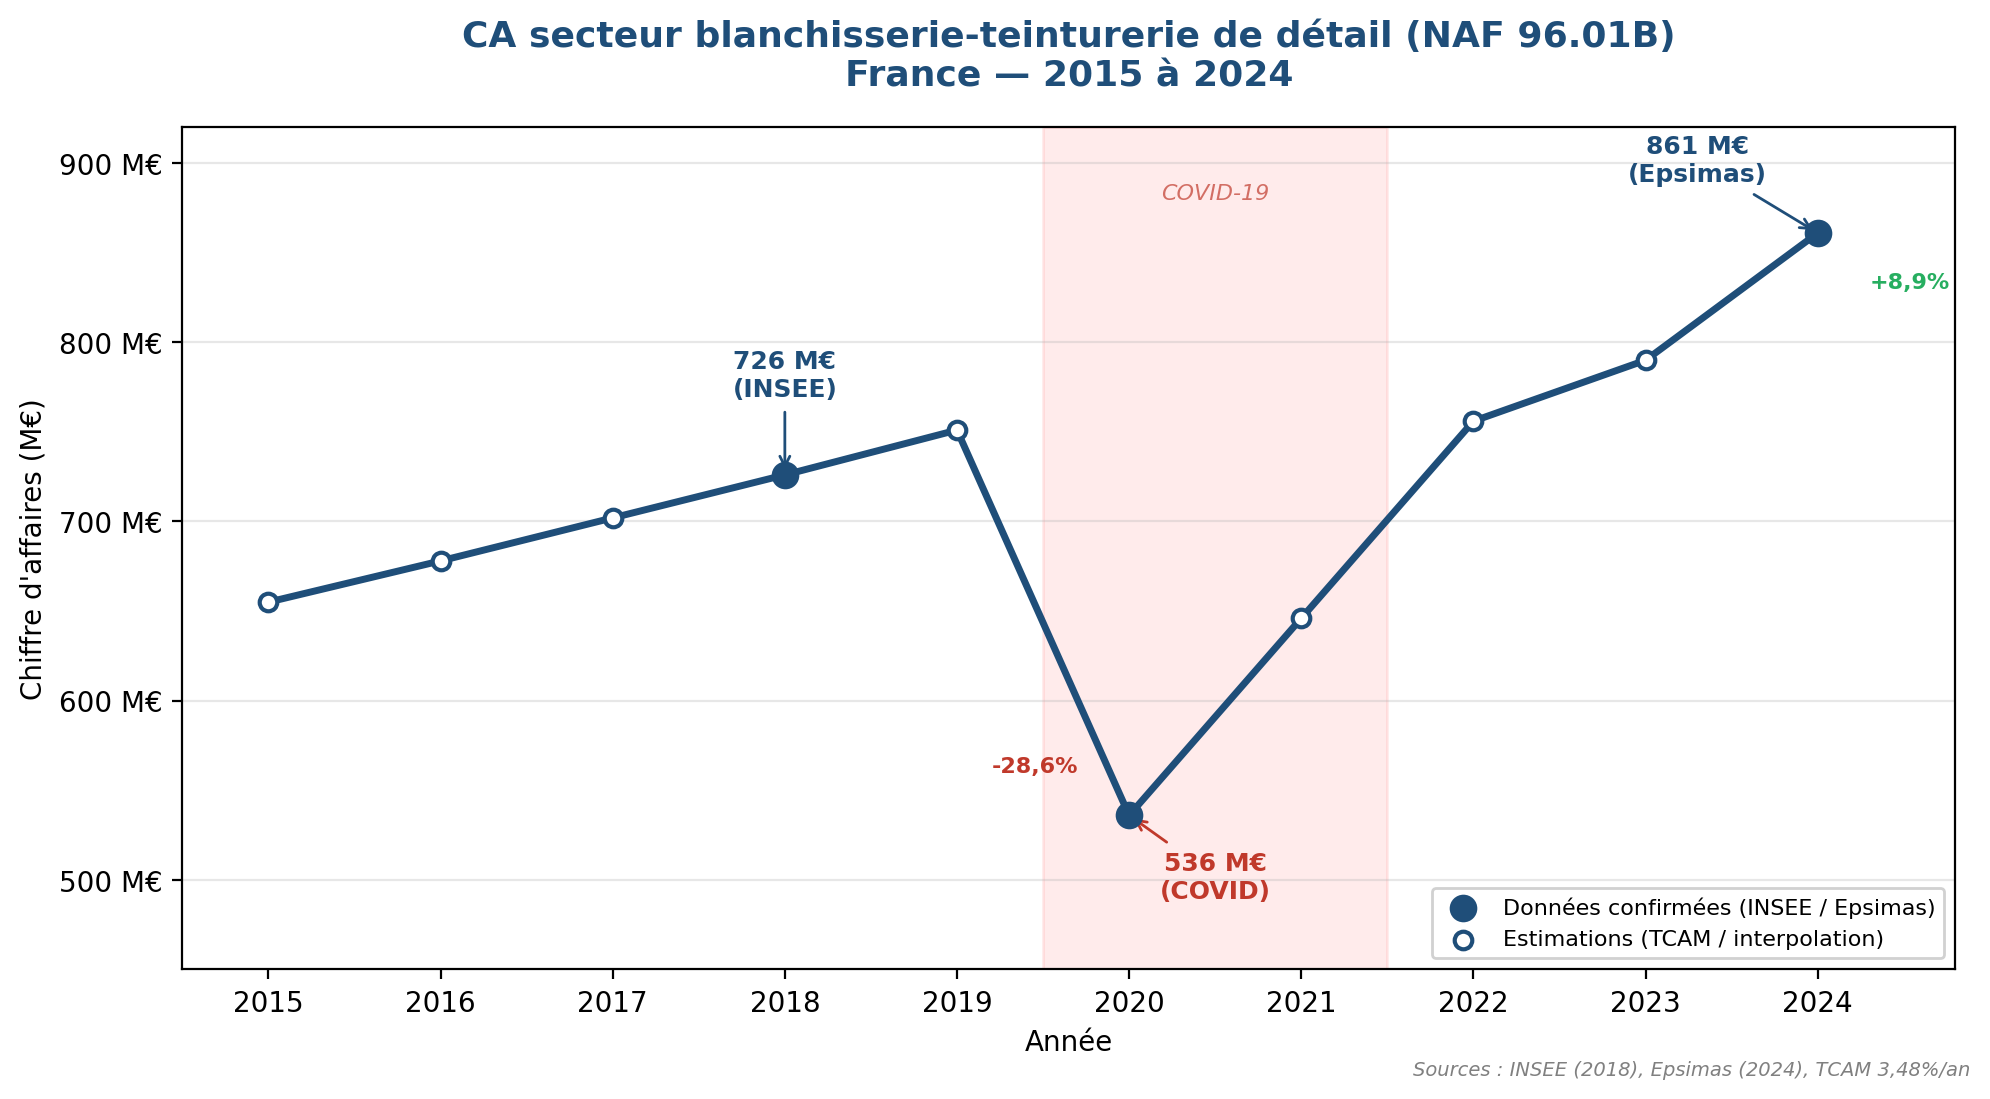 CA secteur blanchisserie-teinturerie de détail (NAF 96.01B)
France — 2015 à 2024
Chiffre d'affaires (M€)
900 M€
800 M€
700 M€
600 M€
500 M€
COVID-19
861 M€
(Epsimas)
+8,9%
726 M€
(INSEE)
-28,6%
536 M€
(COVID)
Données confirmées (INSEE / Epsimas)
Estimations (TCAM / interpolation)
2015 2016 2017 2018 2019 2020 2021 2022 2023 2024
Année
Sources : INSEE (2018), Epsimas (2024), TCAM 3,48%/an